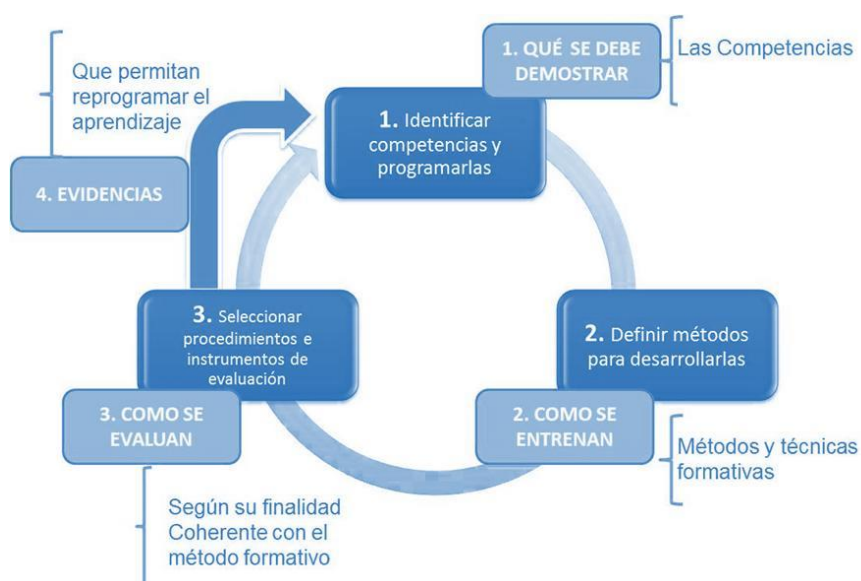 1. QUÉ SE DEBE
DEMOSTRAR
Las Competencias
1. Identificar
competencias y
programarlas
Que permitan
reprogramar el
aprendizaje
4. EVIDENCIAS
2. Definir métodos
para desarrollarlas
2. COMO SE
ENTRENAN
Métodos y técnicas
formativas
3. Seleccionar
procedimientos e
instrumentos de
evaluación
3. COMO SE
EVALUAN
Según su finalidad
Coherente con el
método formativo